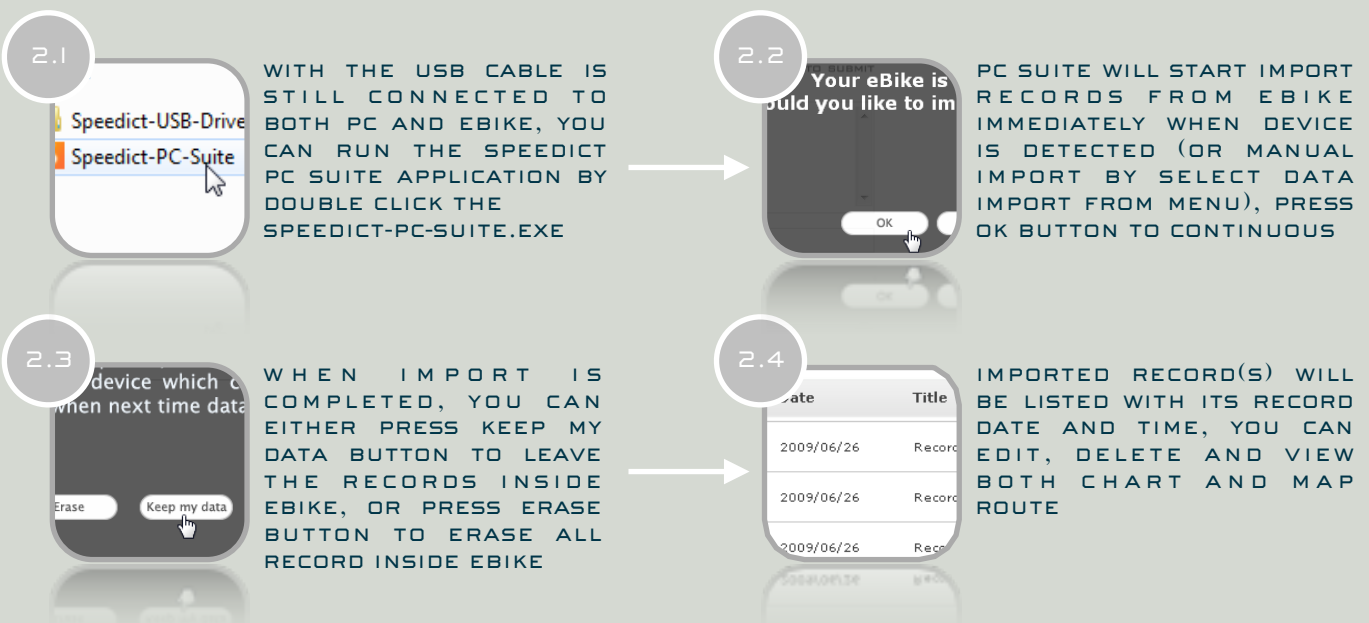 2.1
Speedict-USB-Drive
Speedict-PC-Suite
WITH THE USB CABLE IS
STILL CONNECTED TO
BOTH PC AND EBIKE, YOU
CAN RUN THE SPEEDICT
PC SUITE APPLICATION BY
DOUBLE CLICK THE
SPEEDICT-PC-SUITE.EXE
2.2
TO SUBMIT
Your eBike is
ould you like to im
OK
PC SUITE WILL START IMPORT
RECORDS FROM EBIKE
IMMEDIATELY WHEN DEVICE
IS DETECTED (OR MANUAL
IMPORT BY SELECT DATA
IMPORT FROM MENU), PRESS
OK BUTTON TO CONTINUOUS
2.3
device which c
when next time data
Erase Keep my data
WHEN IMPORT IS
COMPLETED, YOU CAN
EITHER PRESS KEEP MY
DATA BUTTON TO LEAVE
THE RECORDS INSIDE
EBIKE, OR PRESS ERASE
BUTTON TO ERASE ALL
RECORD INSIDE EBIKE
2.4
ate Title
2009/06/26 Record
2009/06/26 Record
2009/06/26 Reco
IMPORTED RECORD(S) WILL
BE LISTED WITH ITS RECORD
DATE AND TIME, YOU CAN
EDIT, DELETE AND VIEW
BOTH CHART AND MAP
ROUTE